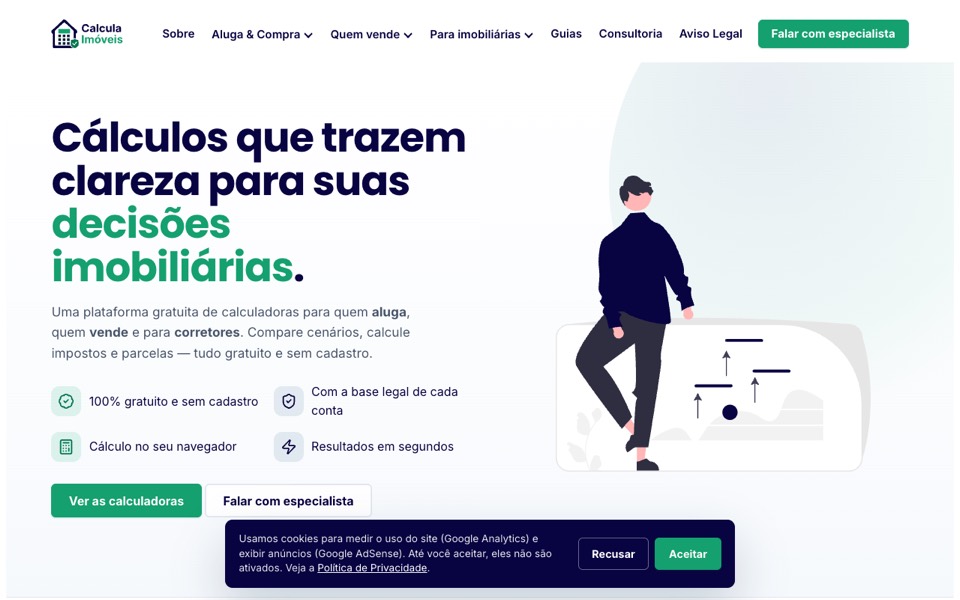 Calcula
Imóveis
Sobre
Aluga & Compra
Quem vende
Para imobiliárias
Guias
Consultoria
Aviso Legal
Falar com especialista
Cálculos que trazem
clareza para suas
decisões
imobiliárias.
Uma plataforma gratuita de calculadoras para quem aluga,
quem vende e para corretores. Compare cenários, calcule
impostos e parcelas — tudo gratuito e sem cadastro.
100% gratuito e sem cadastro
Com a base legal de cada
conta
Cálculo no seu navegador
Resultados em segundos
Ver as calculadoras
Falar com especialista
Usamos cookies para medir o uso do site (Google Analytics) e
exibir anúncios (Google AdSense). Até você aceitar, eles não são
ativados. Veja a Política de Privacidade.
Recusar
Aceitar